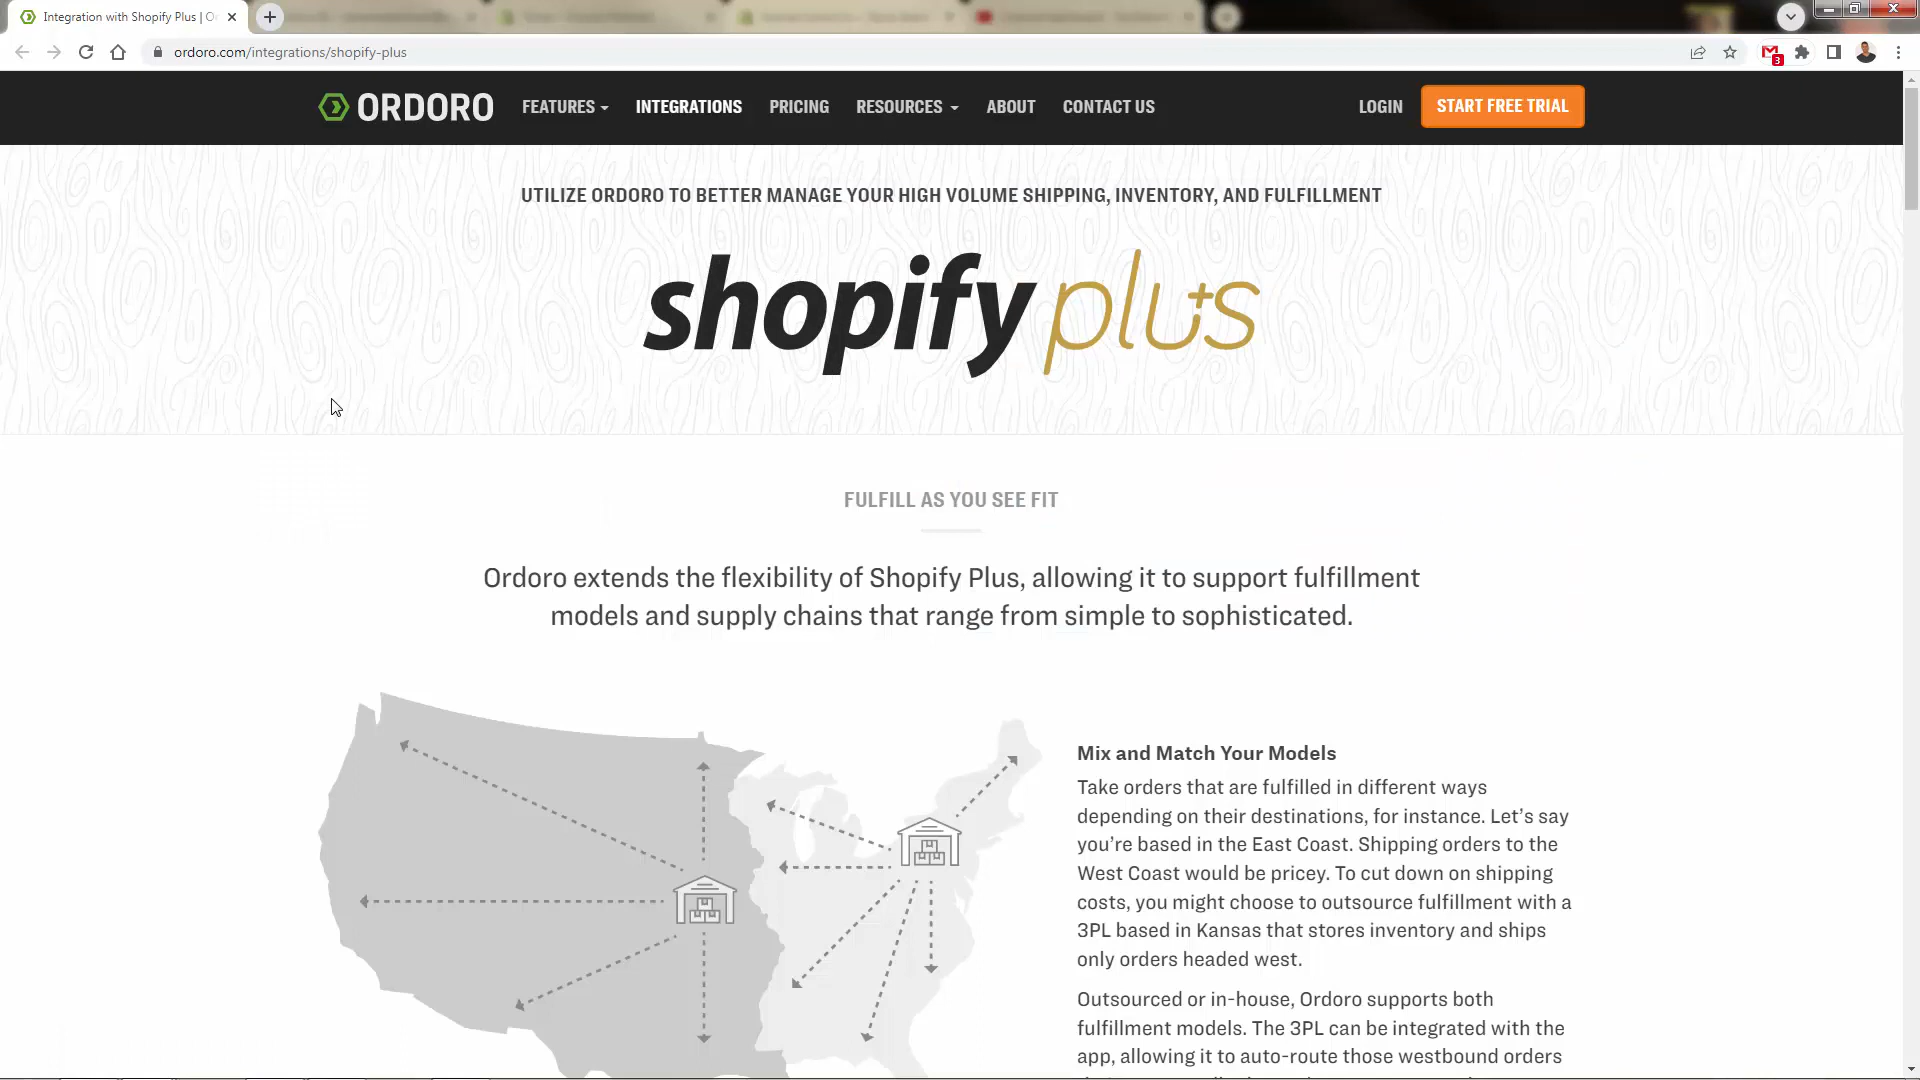 Integration with Shopify Plus | O
ordoro.com/integrations/shopify-plus
3
ORDORO
FEATURES
INTEGRATIONS
PRICING
RESOURCES
ABOUT
CONTACT US
LOGIN
START FREE TRIAL
UTILIZE ORDORO TO BETTER MANAGE YOUR HIGH VOLUME SHIPPING, INVENTORY, AND FULFILLMENT
shopify plus
FULFILL AS YOU SEE FIT
Ordoro extends the flexibility of Shopify Plus, allowing it to support fulfillment
models and supply chains that range from simple to sophisticated.
Mix and Match Your Models
Take orders that are fulfilled in different ways
depending on their destinations, for instance. Let’s say
you’re based in the East Coast. Shipping orders to the
West Coast would be pricey. To cut down on shipping
costs, you might choose to outsource fulfillment with a
3PL based in Kansas that stores inventory and ships
only orders headed west.
Outsourced or in-house, Ordoro supports both
fulfillment models. The 3PL can be integrated with the
app, allowing it to auto-route those westbound orders